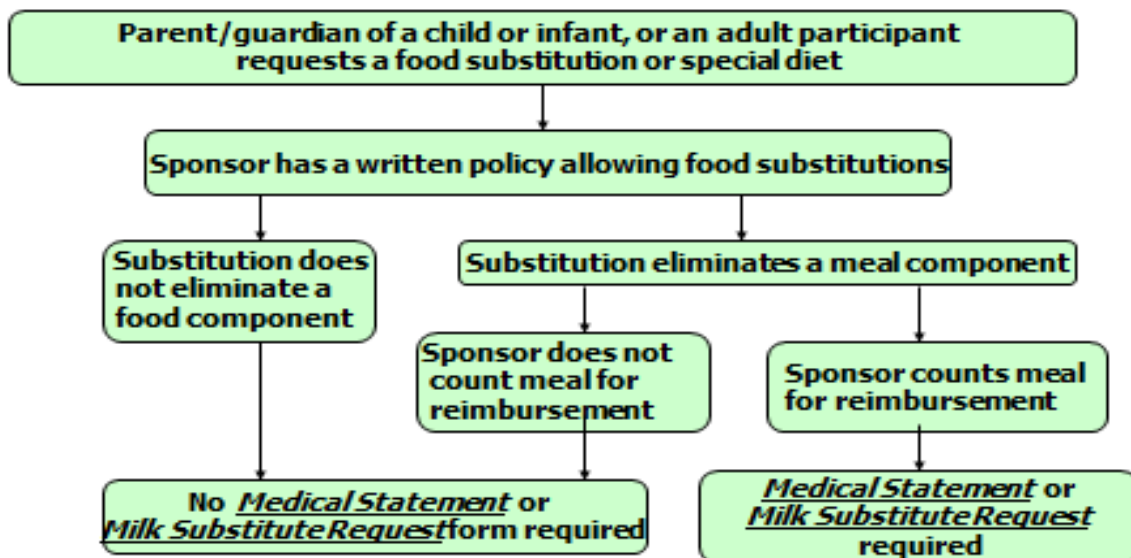 Parent/guardian of a child or infant, or an adult participant
requests a food substitution or special diet
Sponsor has a written policy allowing food substitutions
Substitution does
not eliminate a
food component
Substitution eliminates a meal component
Sponsor does not
count meal for
reimbursement
Sponsor counts meal
for reimbursement
No Medical Statement or
Milk Substitute Request form required
Medical Statement or
Milk Substitute Request
required